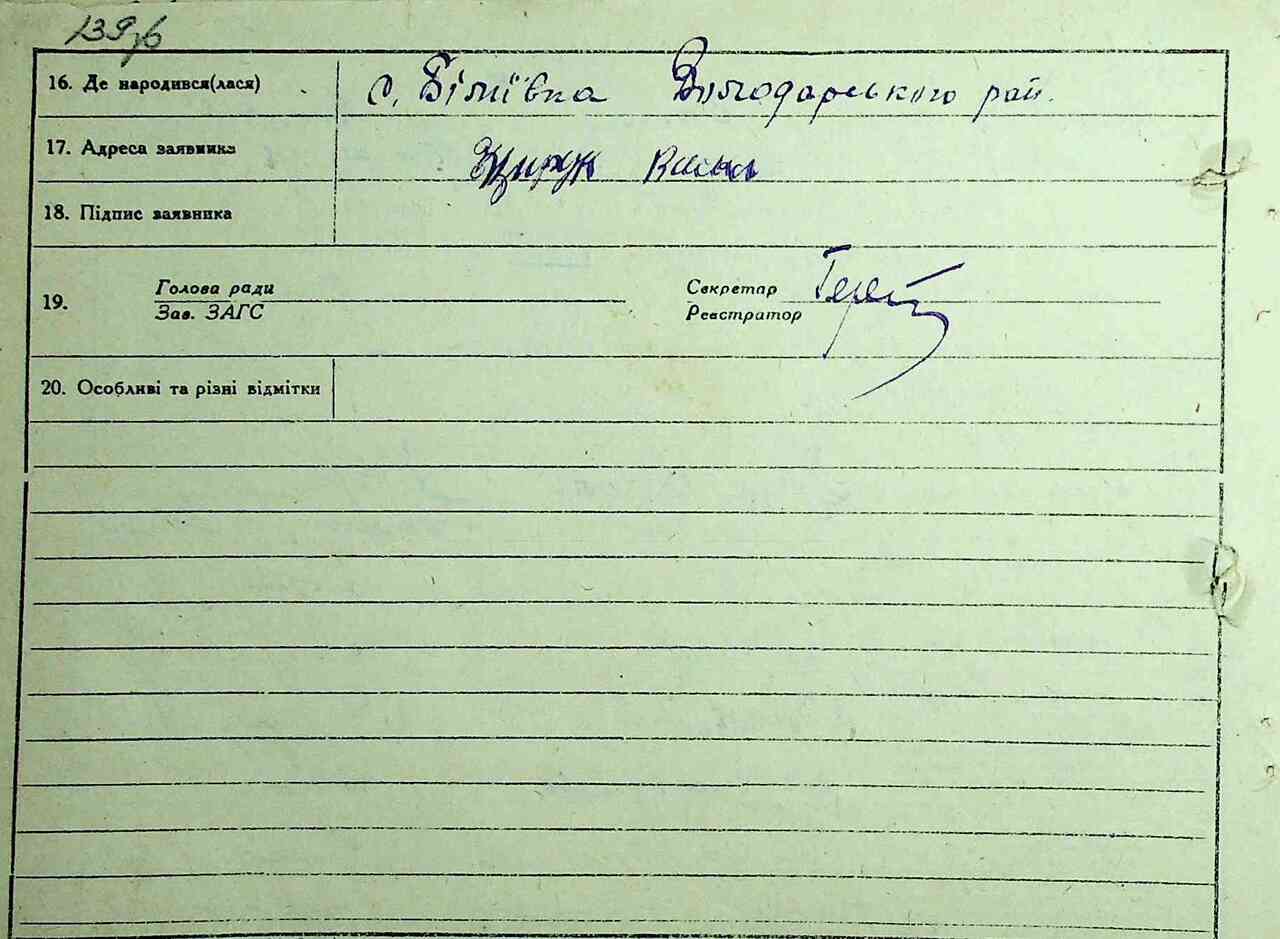 139
16. Де народився(лася) с. Біліївка Володарського рай.
17. Адреса заявника
18. Підпис заявника
19. Голова ради Секретар
Зав. ЗАГС Реєстратор
20. Особливі та різні відмітки